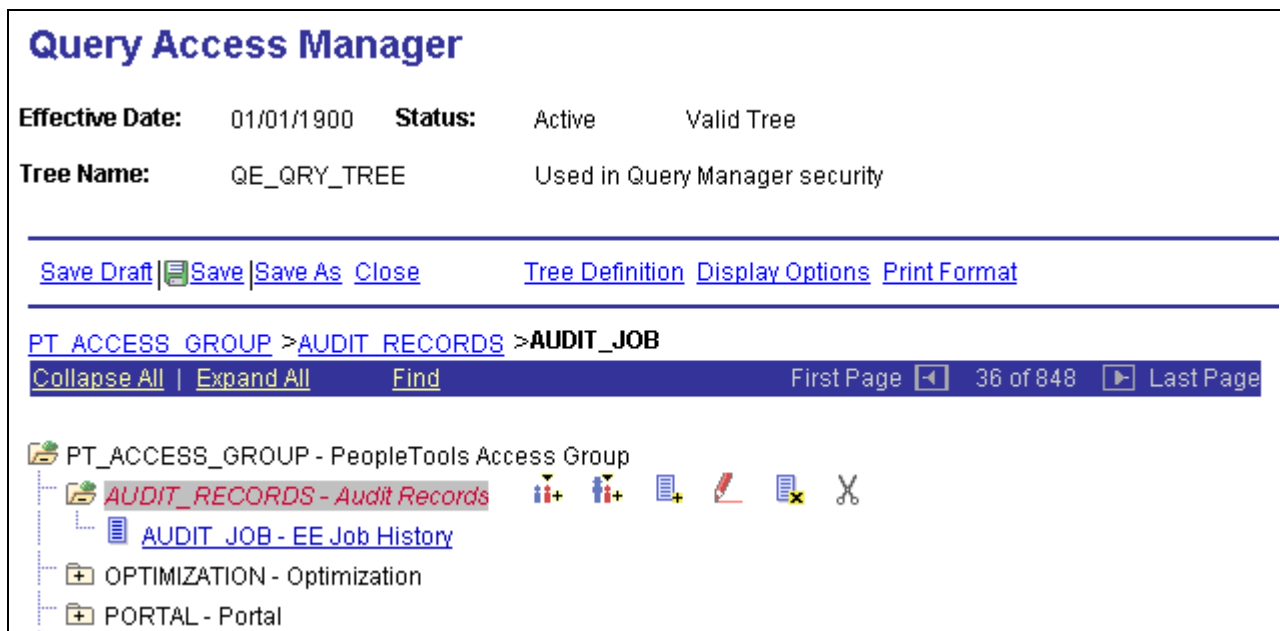 Query Access Manager
Effective Date: 01/01/1900 Status: Active Valid Tree
Tree Name: QE_QRY_TREE Used in Query Manager security
Save Draft | Save | Save As Close Tree Definition Display Options Print Format
PT_ACCESS_GROUP > AUDIT_RECORDS > AUDIT_JOB
Collapse All | Expand All Find First Page 36 of 848 Last Page
PT_ACCESS_GROUP - PeopleTools Access Group
AUDIT_RECORDS - Audit Records
AUDIT_JOB - EE Job History
OPTIMIZATION - Optimization
PORTAL - Portal